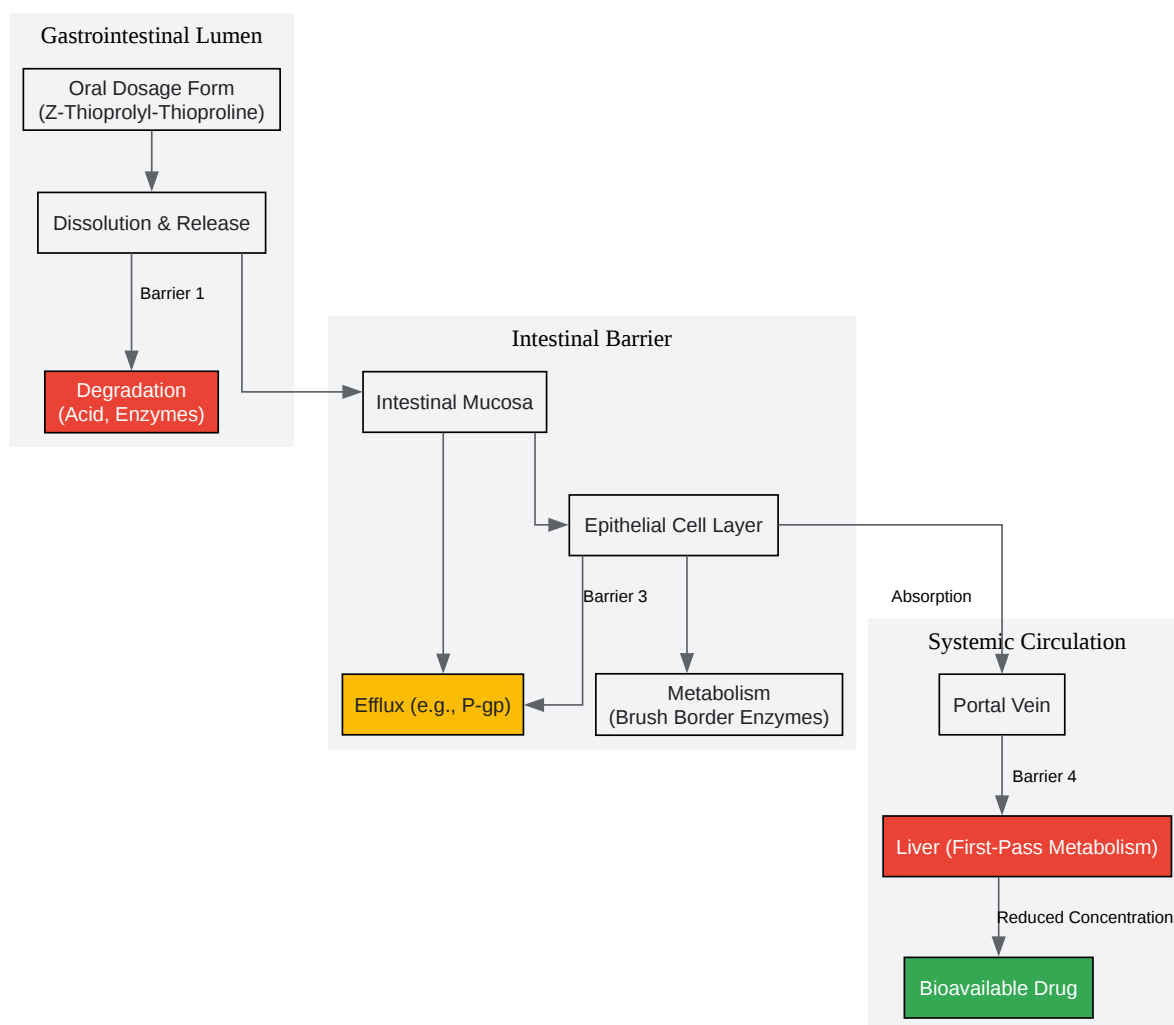 Gastrointestinal Lumen
Oral Dosage Form
(Z-Thioprolyl-Thioproline)
Dissolution & Release
Barrier 1
Degradation
(Acid, Enzymes)
Intestinal Barrier
Intestinal Mucosa
Epithelial Cell Layer
Barrier 3
Efflux (e.g., P-gp)
Metabolism
(Brush Border Enzymes)
Absorption
Systemic Circulation
Portal Vein
Barrier 4
Liver (First-Pass Metabolism)
Reduced Concentration
Bioavailable Drug